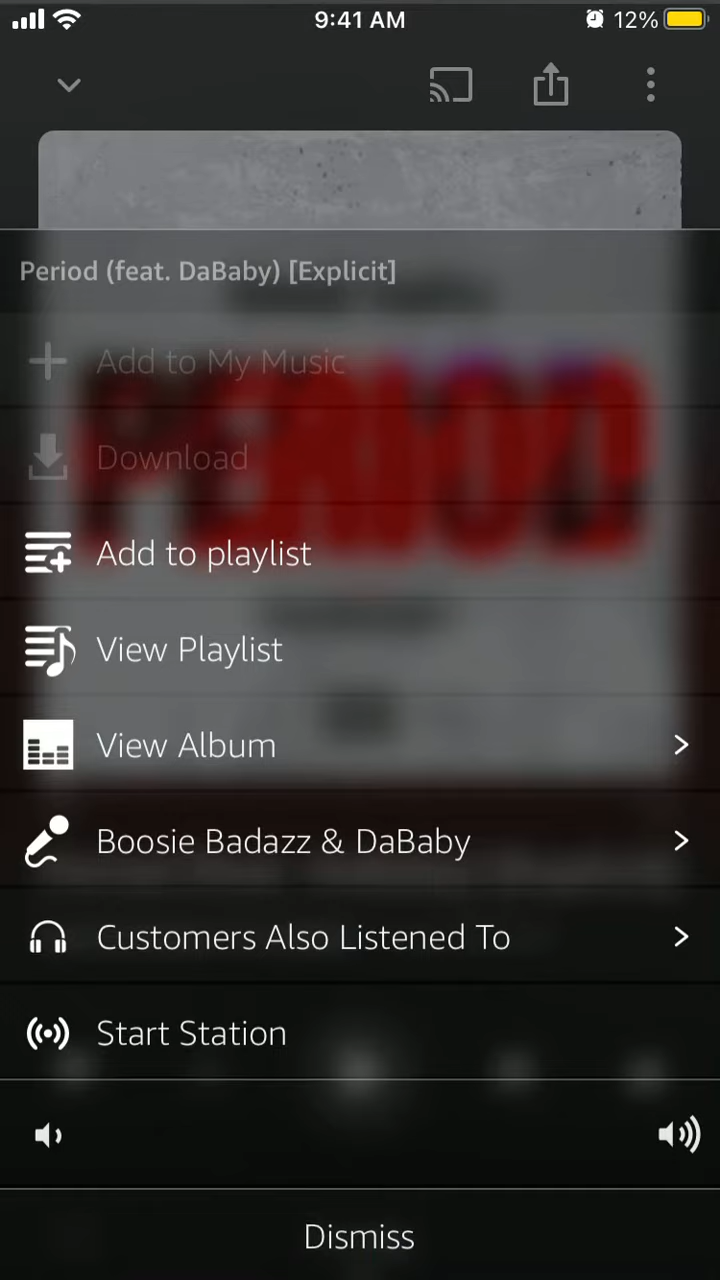 9:41 AM
12%
Period (feat. DaBaby) [Explicit]
Add to My Music
Download
Add to playlist
View Playlist
View Album
Boosie Badazz & DaBaby
Customers Also Listened To
Start Station
Dismiss